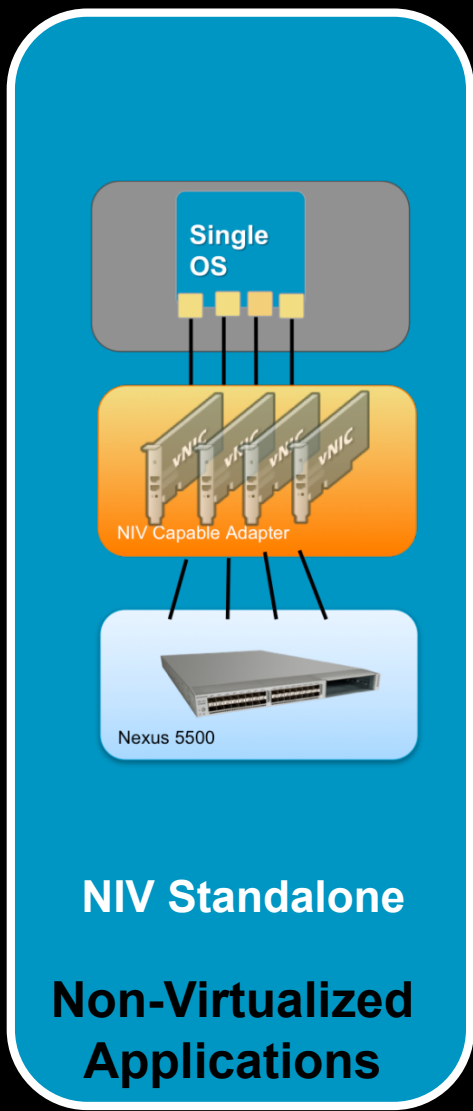 Single
OS
vNIC vNIC vNIC vNIC
NIV Capable Adapter
Nexus 5500
NIV Standalone
Non-Virtualized
Applications